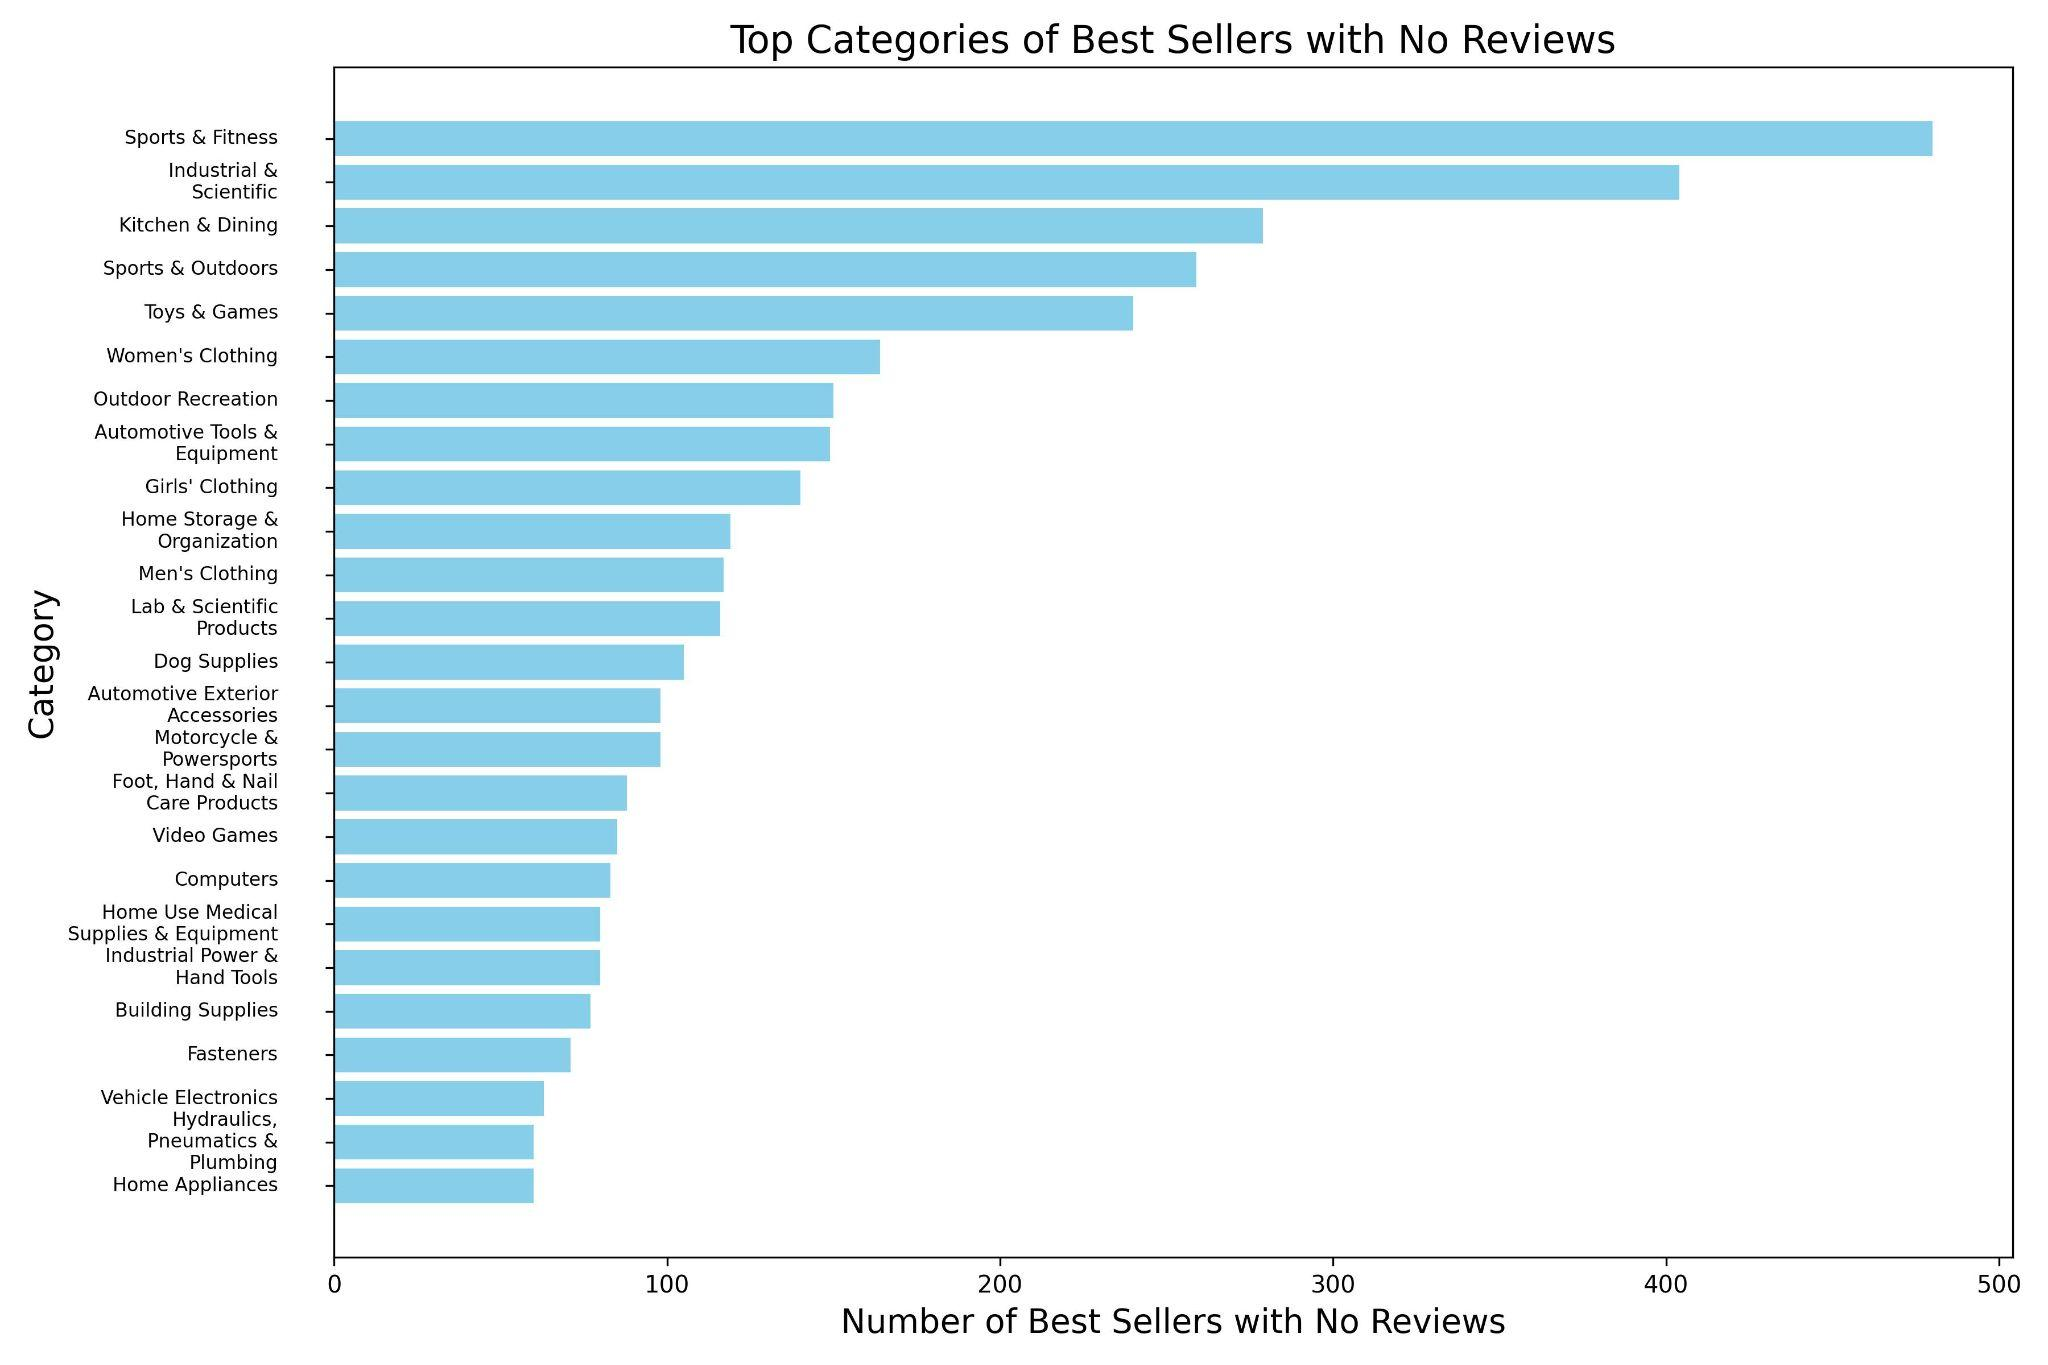 Top Categories of Best Sellers with No Reviews
Category
Sports & Fitness
Industrial &
Scientific
Kitchen & Dining
Sports & Outdoors
Toys & Games
Women's Clothing
Outdoor Recreation
Automotive Tools &
Equipment
Girls' Clothing
Home Storage &
Organization
Men's Clothing
Lab & Scientific
Products
Dog Supplies
Automotive Exterior
Accessories
Motorcycle &
Powersports
Foot, Hand & Nail
Care Products
Video Games
Computers
Home Use Medical
Supplies & Equipment
Industrial Power &
Hand Tools
Building Supplies
Fasteners
Vehicle Electronics
Hydraulics,
Pneumatics &
Plumbing
Home Appliances
0 100 200 300 400 500
Number of Best Sellers with No Reviews